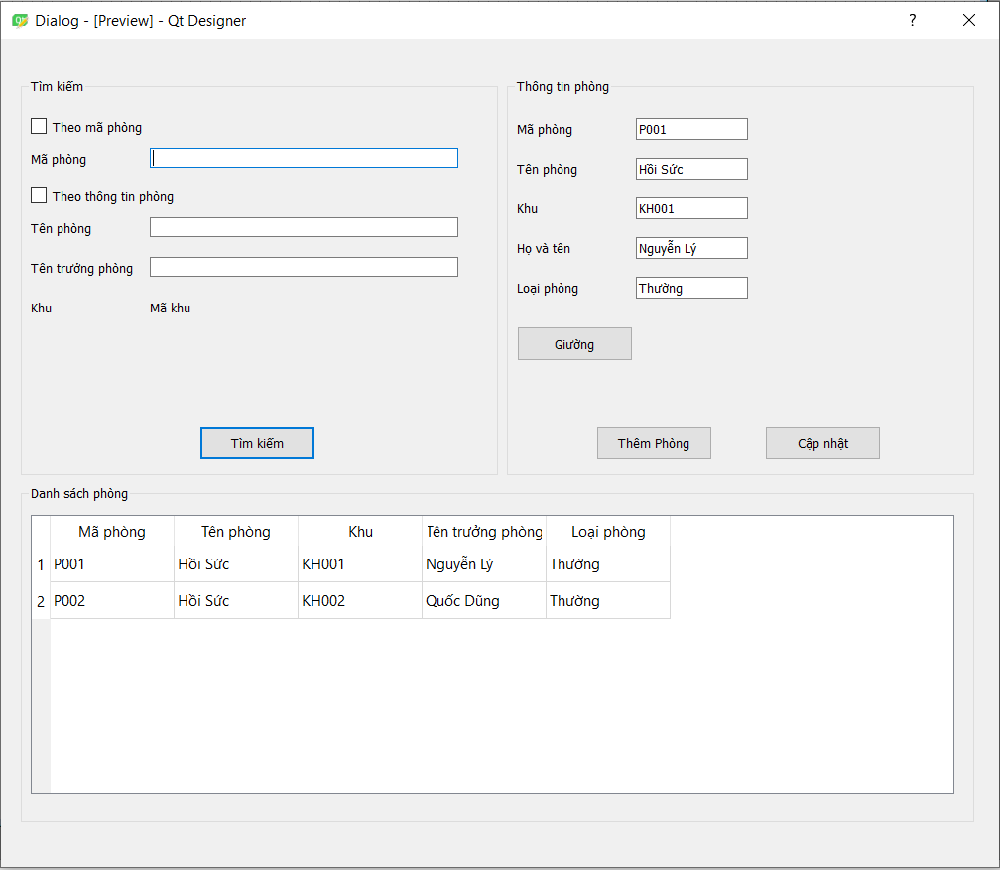 Dialog - [Preview] - Qt Designer
?
Tìm kiếm
Theo mã phòng
Mã phòng
Theo thông tin phòng
Tên phòng
Tên trưởng phòng
Khu Mã khu
Tìm kiếm
Thông tin phòng
Mã phòng P001
Tên phòng Hồi Sức
Khu KH001
Họ và tên Nguyễn Lý
Loại phòng Thường
Giường
Thêm Phòng Cập nhật
Danh sách phòng
Mã phòng Tên phòng Khu Tên trưởng phòng Loại phòng
1 P001 Hồi Sức KH001 Nguyễn Lý Thường
2 P002 Hồi Sức KH002 Quốc Dũng Thường